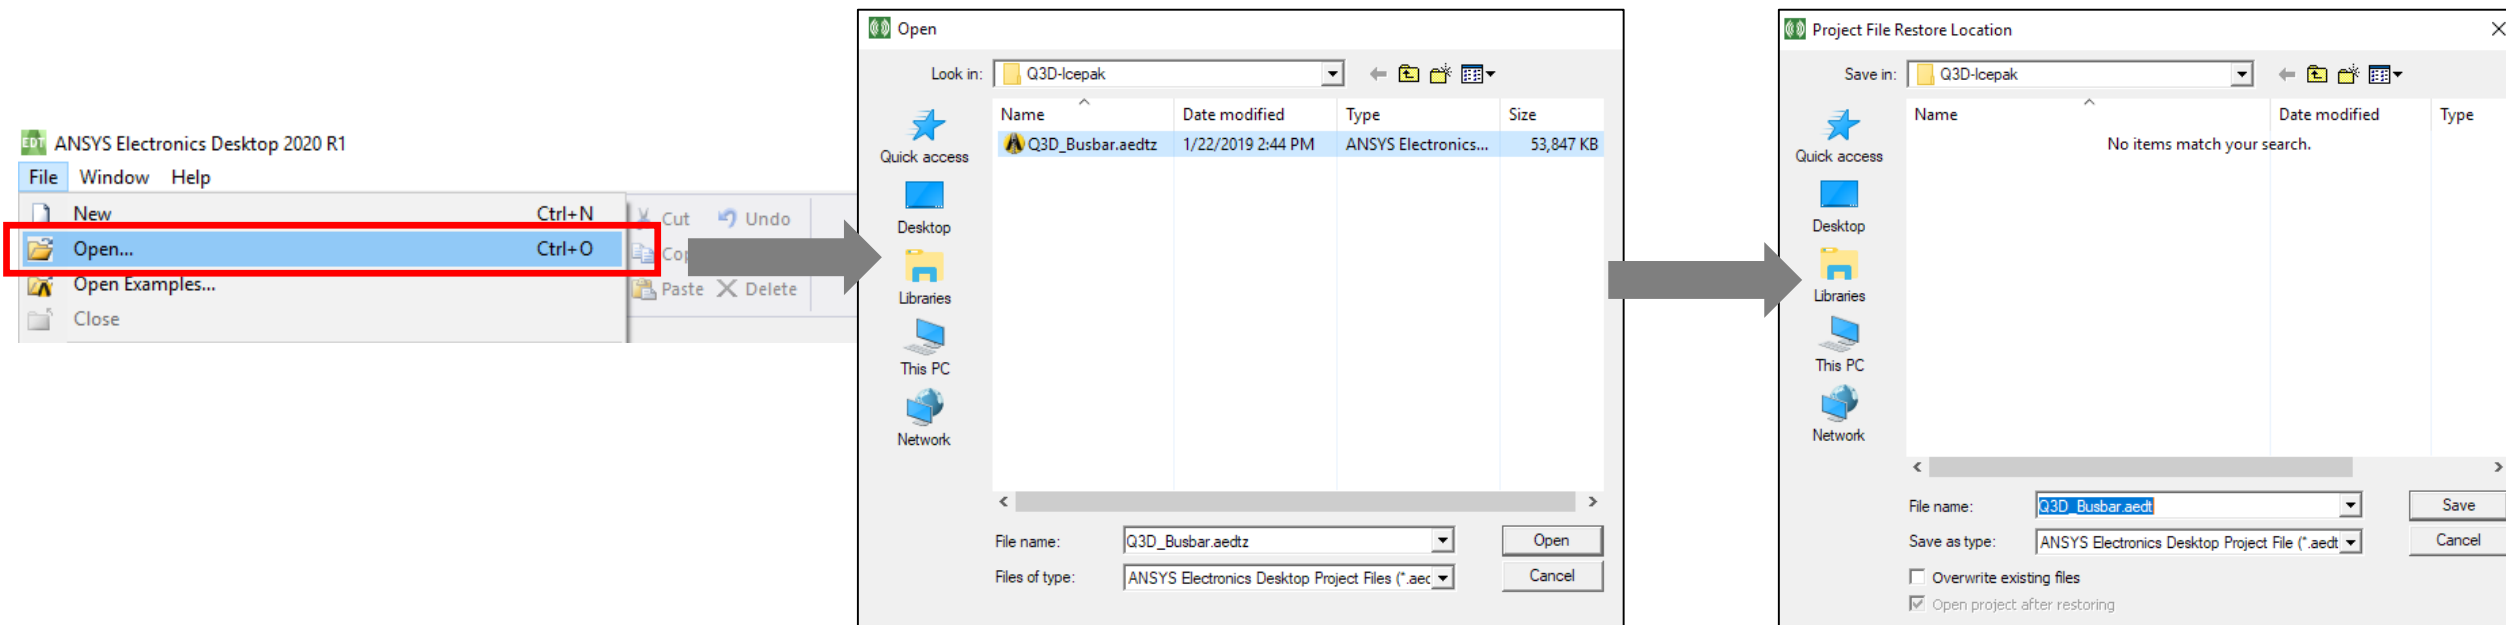 EDT ANSYS Electronics Desktop 2020 R1
File Window Help
New Ctrl+N
Open... Ctrl+O
Open Examples...
Close
Cut Undo
Paste Delete
Open
Look in: Q3D-Icepak
Name Date modified Type Size
Q3D_Busbar.aedtz 1/22/2019 2:44 PM ANSYS Electronics... 53,847 KB
Quick access
Desktop
Libraries
This PC
Network
File name: Q3D_Busbar.aedtz Open
Files of type: ANSYS Electronics Desktop Project Files (*.aec Cancel
Project File Restore Location
Save in: Q3D-Icepak
Name Date modified Type
No items match your search.
Quick access
Desktop
Libraries
This PC
Network
File name: Q3D_Busbar.aedt Save
Save as type: ANSYS Electronics Desktop Project File (*.aedt Cancel
Overwrite existing files
Open project after restoring